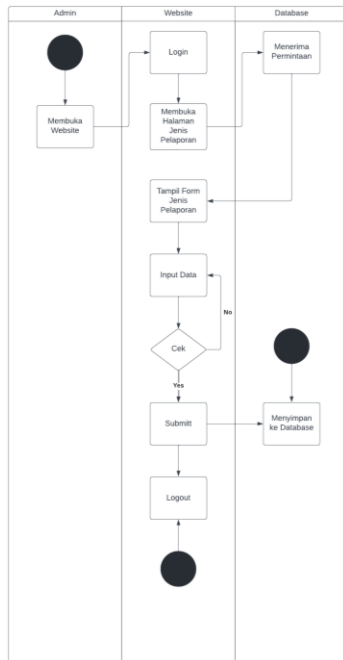 Admin
Website
Database
Login
Menerima
Permintaan
Membuka
Website
Membuka
Halaman
Jenis
Pelaporan
Tampil Form
Jenis
Pelaporan
Input Data
No
Cek
Yes
Submitt
Menyimpan
ke Database
Logout